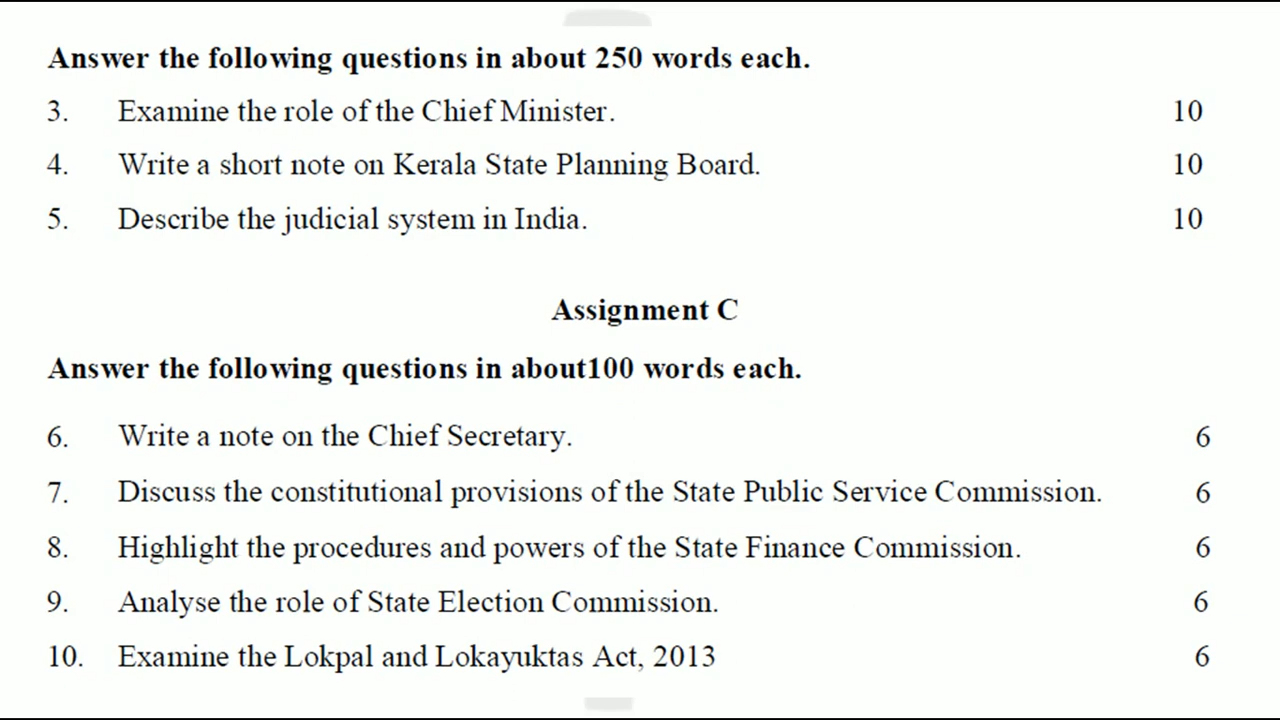 Answer the following questions in about 250 words each.
3. Examine the role of the Chief Minister. 10
4. Write a short note on Kerala State Planning Board. 10
5. Describe the judicial system in India. 10
Assignment C
Answer the following questions in about100 words each.
6. Write a note on the Chief Secretary. 6
7. Discuss the constitutional provisions of the State Public Service Commission. 6
8. Highlight the procedures and powers of the State Finance Commission. 6
9. Analyse the role of State Election Commission. 6
10. Examine the Lokpal and Lokayuktas Act, 2013 6